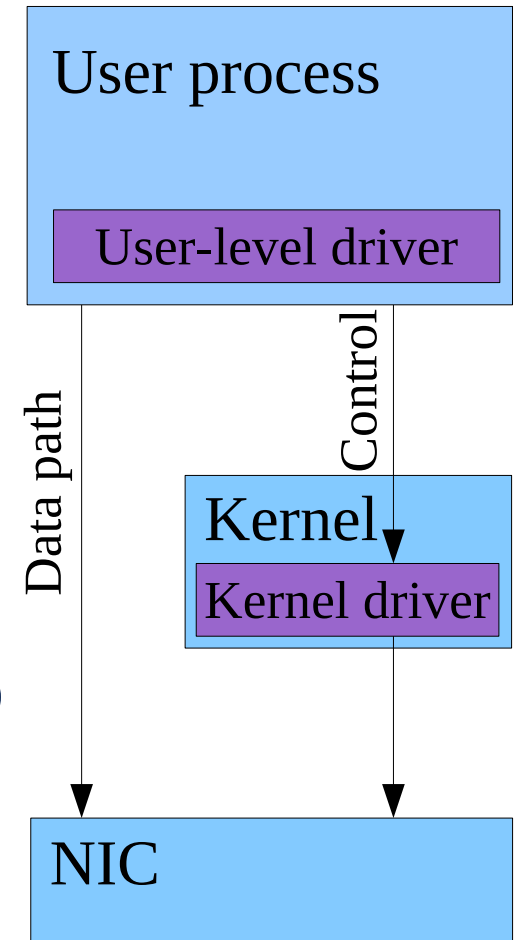 User process
User-level driver
Data path
Control
Kernel
Kernel driver
NIC